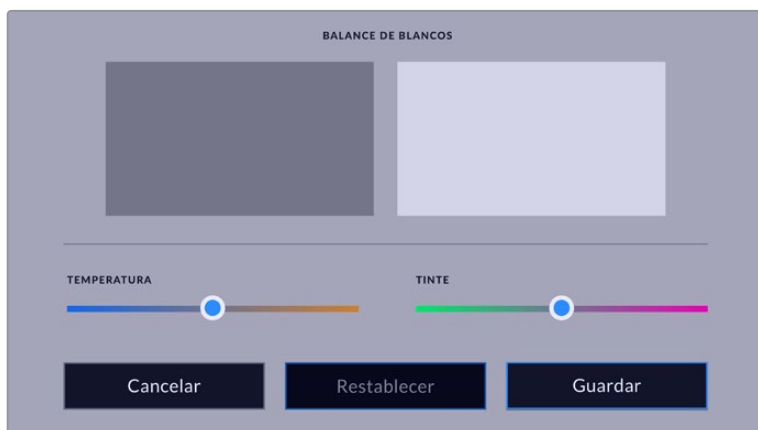 BALANCE DE BLANCOS
TEMPERATURA
TINTE
Cancelar
Restablecer
Guardar